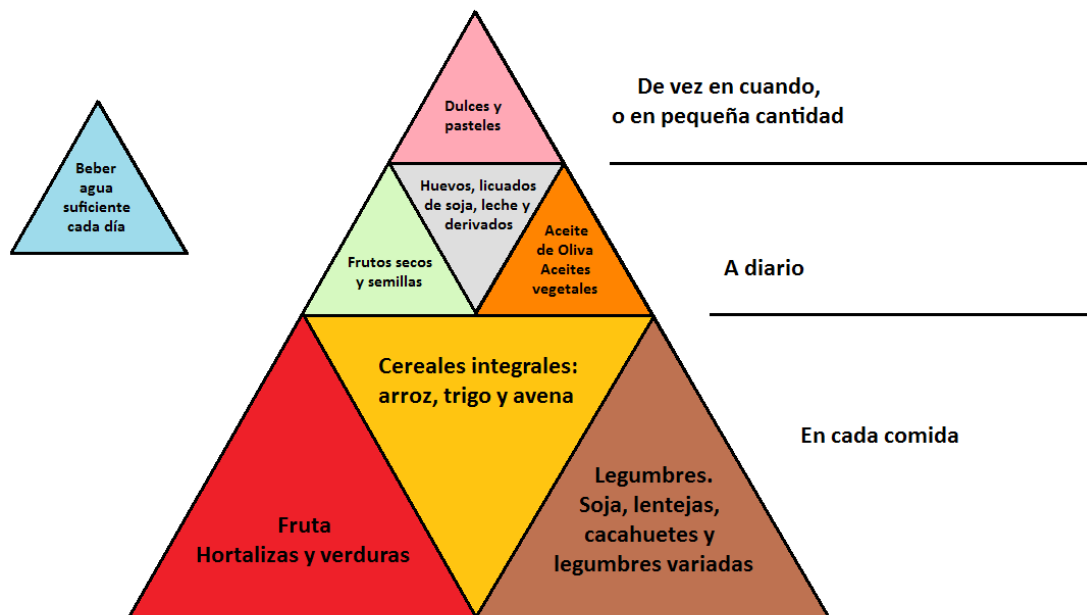 Dulces y
pasteles
De vez en cuando,
o en pequeña cantidad
Beber
agua
suficiente
cada día
Huevos, licuados
de soja, leche y
derivados
Frutos secos
y semillas
Aceite
de Oliva
Aceites
vegetales
A diario
Cereales integrales:
arroz, trigo y avena
En cada comida
Fruta
Hortalizas y verduras
Legumbres.
Soja, lentejas,
cacahuetes y
legumbres variadas